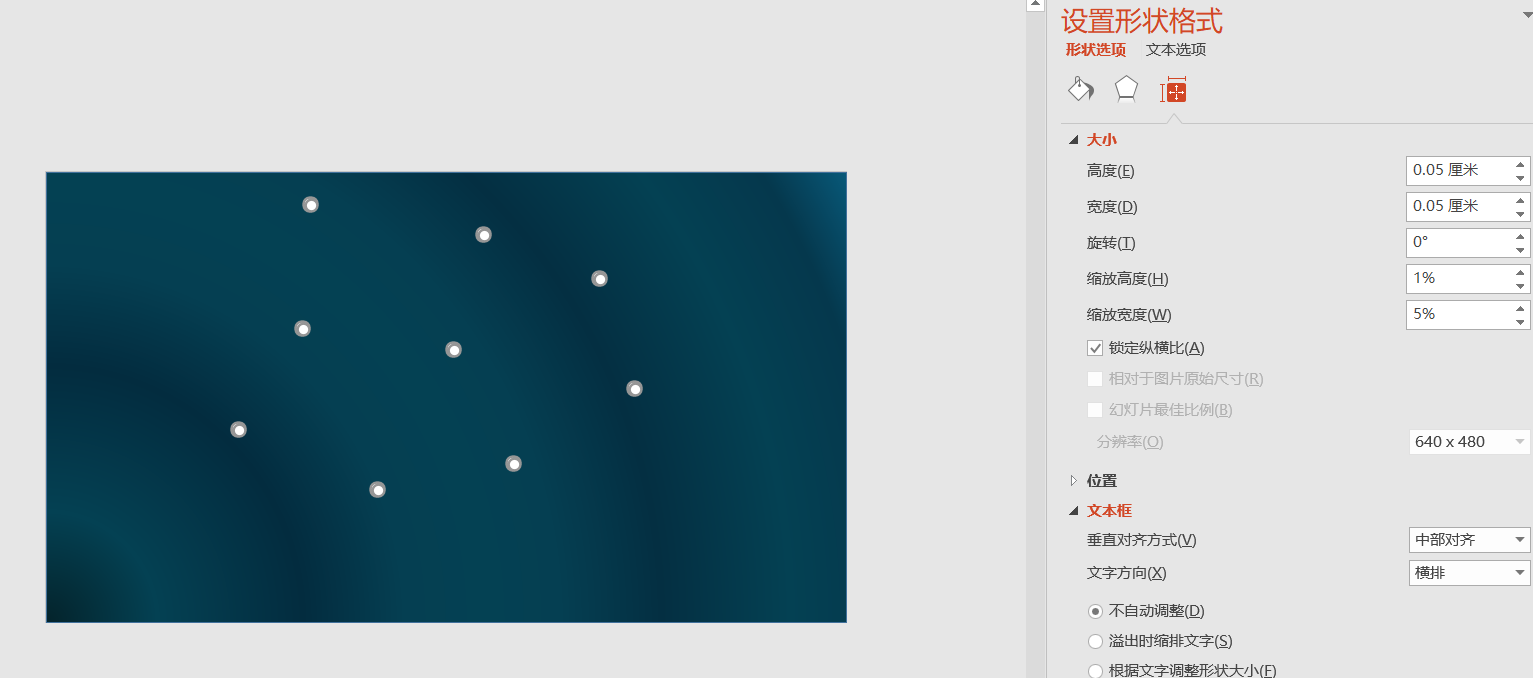 设置形状格式
形状选项 文本选项
大小
高度(E) 0.05 厘米
宽度(D) 0.05 厘米
旋转(T) 0°
缩放高度(H) 1%
缩放宽度(W) 5%
锁定纵横比(A)
相对于图片原始尺寸(R)
幻灯片最佳比例(B)
分辨率(O) 640 x 480
位置
文本框
垂直对齐方式(V) 中部对齐
文字方向(X) 横排
不自动调整(D)
溢出时缩排文字(S)
根据文字调整形状大小(F)